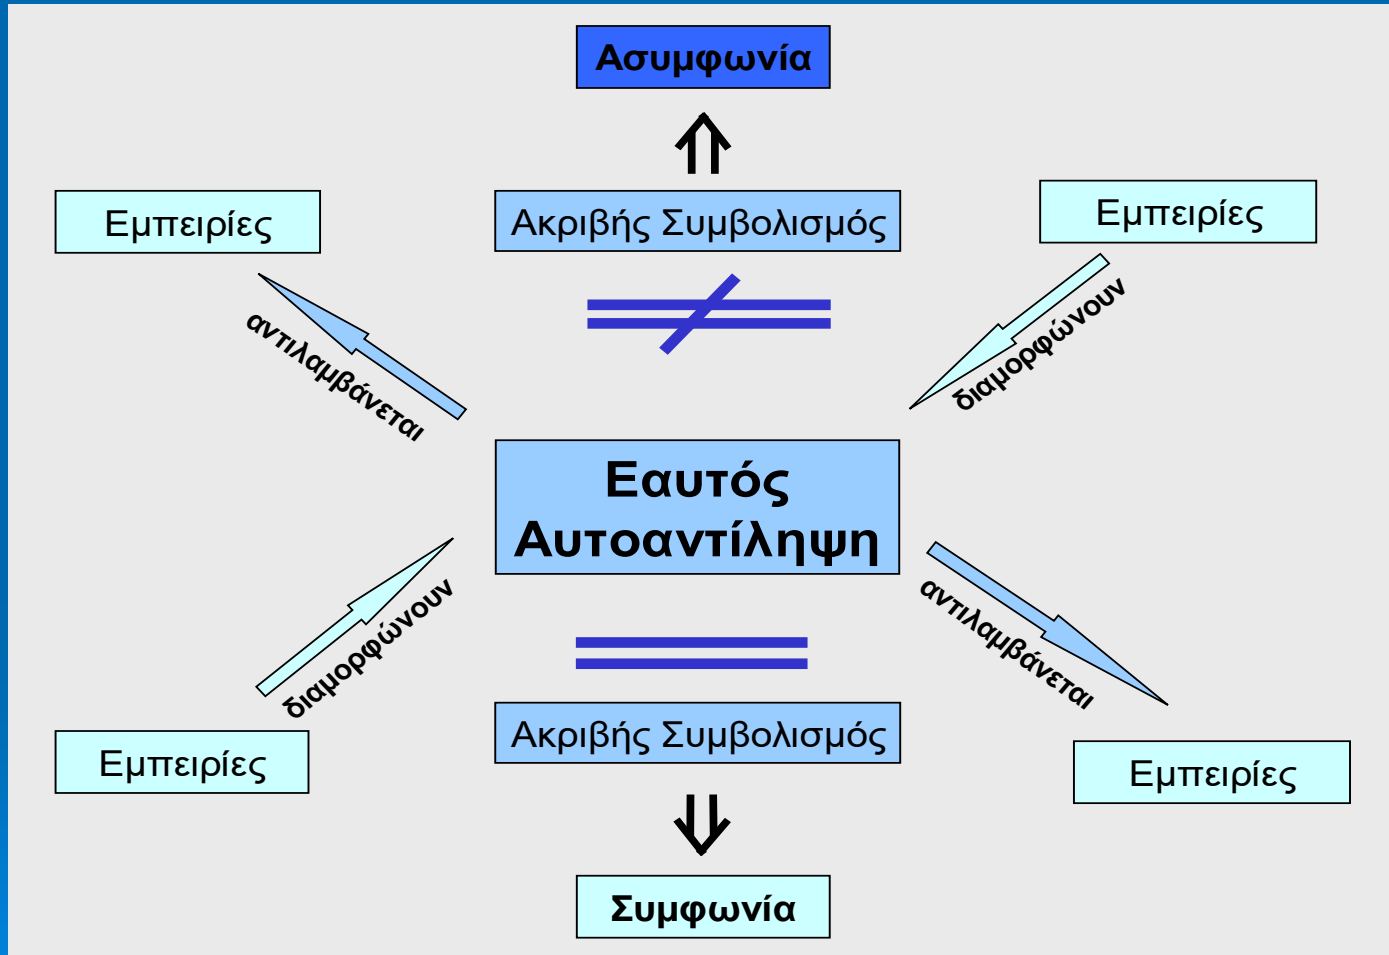 Ασυμφωνία
Εμπειρίες
Ακριβής Συμβολισμός
Εμπειρίες
αντιλαμβάνεται
διαμορφώνουν
Εαυτός
Αυτοαντίληψη
διαμορφώνουν
αντιλαμβάνεται
Εμπειρίες
Ακριβής Συμβολισμός
Εμπειρίες
Συμφωνία